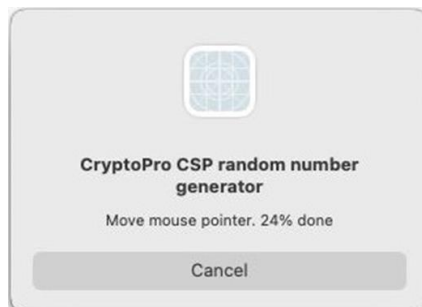 CryptoPro CSP random number
generator
Move mouse pointer. 24% done
Cancel